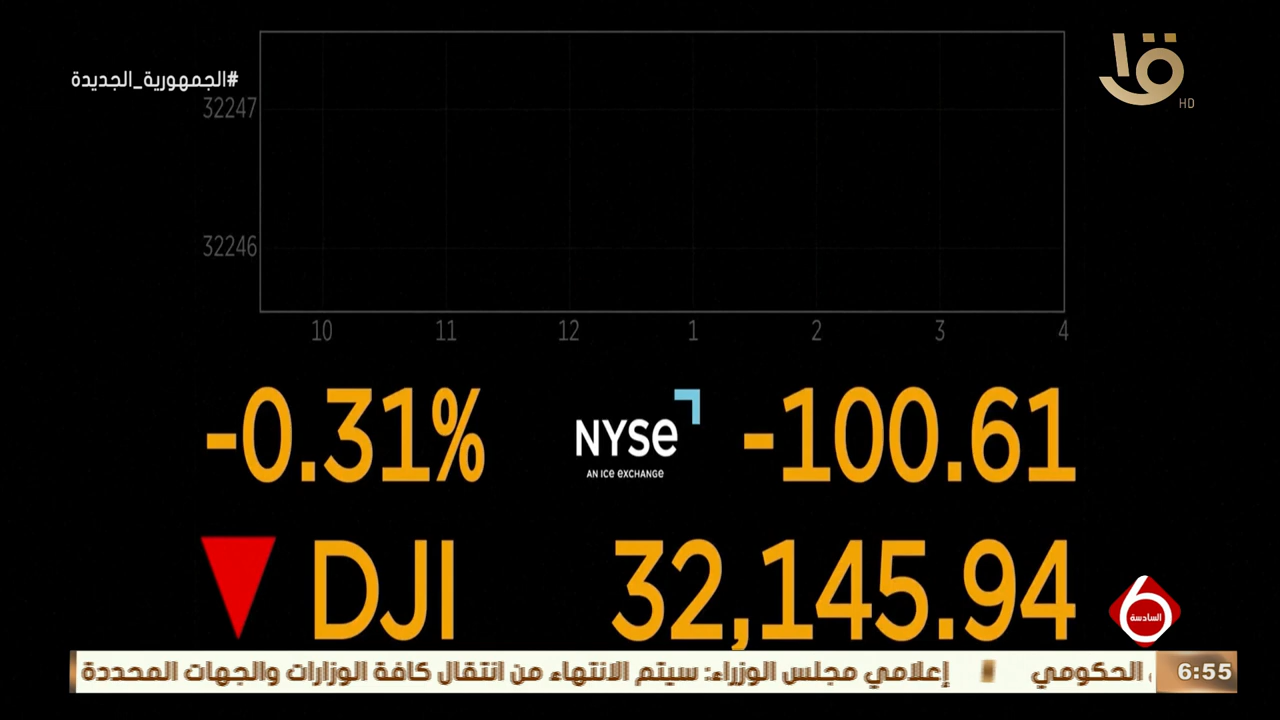 #الجمهورية_الجديدة
HD
32247
32246
10 11 12 1 2 3 4
-0.31%
NYSE
AN ICE EXCHANGE
-100.61
DJI
32,145.94
السادسة
6:55
الحكومي
إعلامي مجلس الوزراء: سيتم الانتهاء من انتقال كافة الوزارات والجهات المحددة